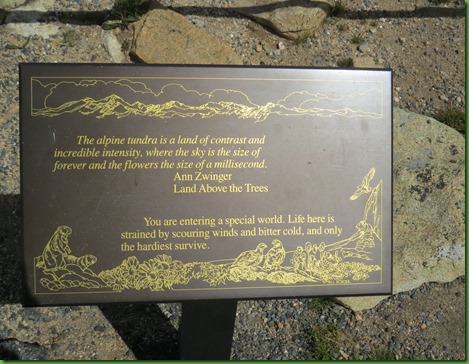 The alpine tundra is a land of contrast and
incredible intensity, where the sky is the size of
forever and the flowers the size of a millisecond.
Ann Zwinger
Land Above the Trees
You are entering a special world. Life here is
strained by scouring winds and bitter cold, and only
the hardiest survive.